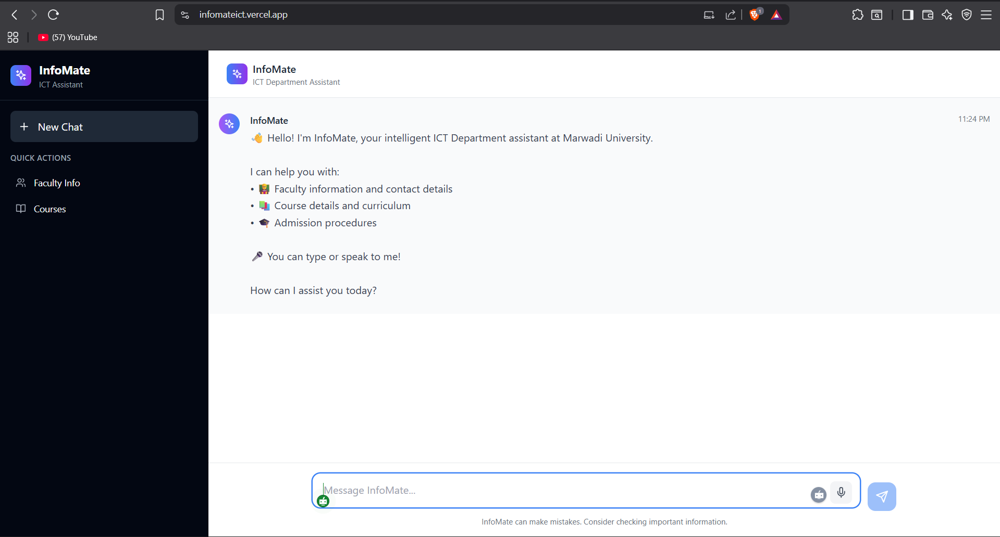 infomateict.vercel.app
1
(57) YouTube
InfoMate
ICT Assistant
New Chat
QUICK ACTIONS
Faculty Info
Courses
InfoMate
ICT Department Assistant
InfoMate
11:24 PM
👋 Hello! I'm InfoMate, your intelligent ICT Department assistant at Marwadi University.
I can help you with:
• 👩‍🏫 Faculty information and contact details
• 📚 Course details and curriculum
• 🎓 Admission procedures
🎤 You can type or speak to me!
How can I assist you today?
Message InfoMate...
InfoMate can make mistakes. Consider checking important information.